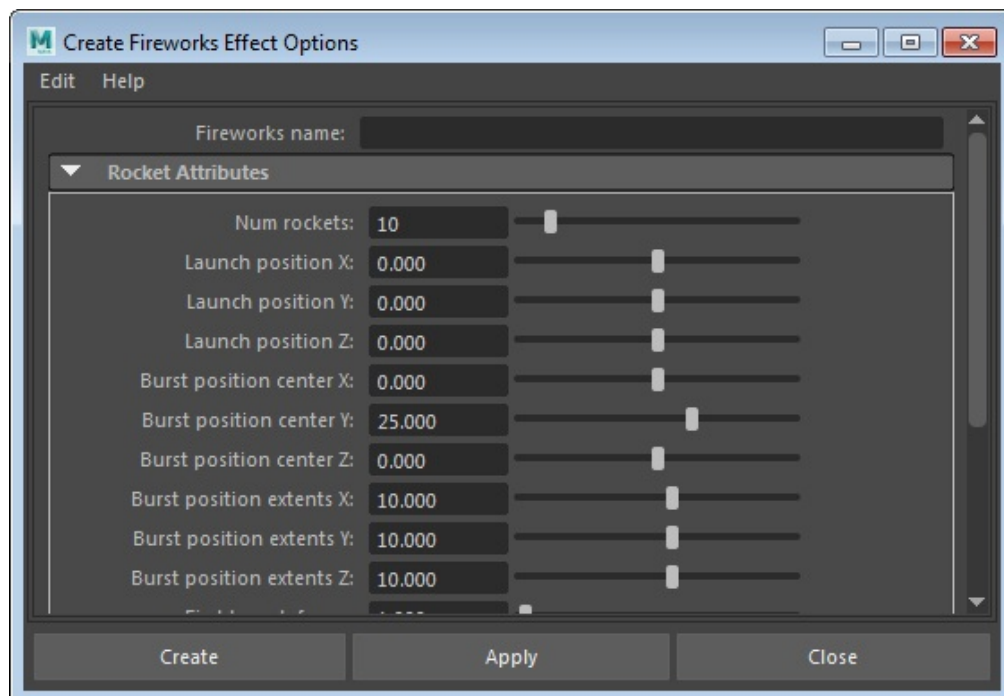 Create Fireworks Effect Options
Edit Help
Fireworks name:
Rocket Attributes
Num rockets: 10
Launch position X: 0.000
Launch position Y: 0.000
Launch position Z: 0.000
Burst position center X: 0.000
Burst position center Y: 25.000
Burst position center Z: 0.000
Burst position extents X: 10.000
Burst position extents Y: 10.000
Burst position extents Z: 10.000
Create Apply Close